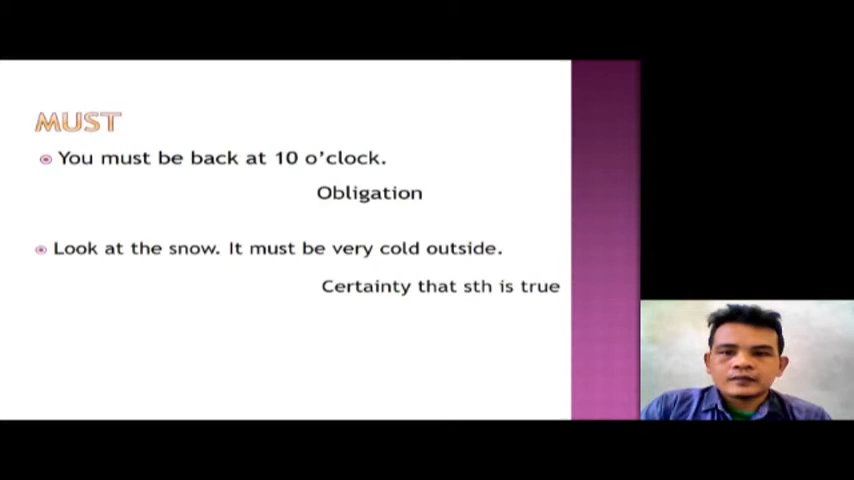 MUST
You must be back at 10 o’clock.
Obligation
Look at the snow. It must be very cold outside.
Certainty that sth is true